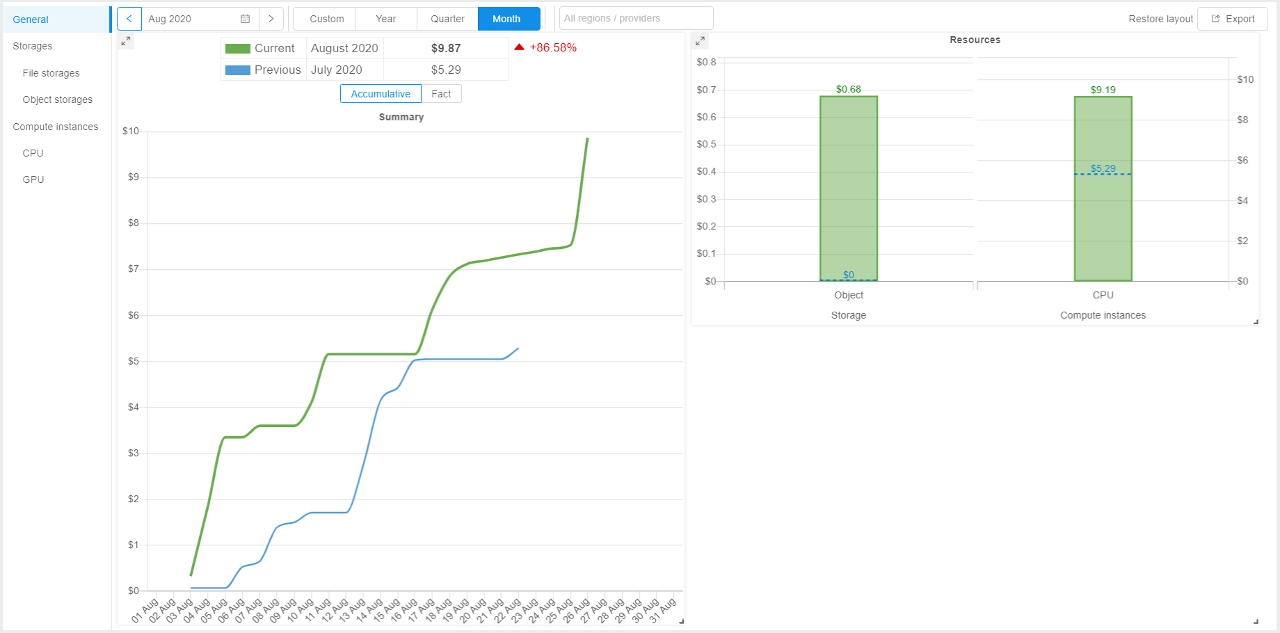 General
Storages
File storages
Object storages
Compute instances
CPU
GPU
Aug 2020
Custom Year Quarter Month
All regions / providers
Restore layout
Export
Current August 2020 $9.87 +86.58%
Previous July 2020 $5.29
Accumulative Fact
Summary
$10
$9
$8
$7
$6
$5
$4
$3
$2
$1
$0
01 Aug 02 Aug 03 Aug 04 Aug 05 Aug 06 Aug 07 Aug 08 Aug 09 Aug 10 Aug 11 Aug 12 Aug 13 Aug 14 Aug 15 Aug 16 Aug 17 Aug 18 Aug 19 Aug 20 Aug 21 Aug 22 Aug 23 Aug 24 Aug 25 Aug 26 Aug 27 Aug 28 Aug 29 Aug 30 Aug 31 Aug
Resources
$0.8
$0.7
$0.6
$0.5
$0.4
$0.3
$0.2
$0.1
$0
$0.68
$0
Object
Storage
$9.19
$5.29
CPU
Compute instances
$10
$8
$6
$4
$2
$0